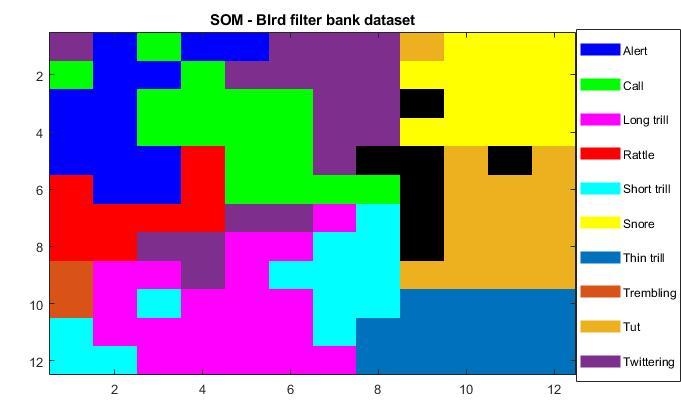 SOM - BIrd filter bank dataset
2
4
6
8
10
12
2
4
6
8
10
12
Alert
Call
Long trill
Rattle
Short trill
Snore
Thin trill
Trembling
Tut
Twittering